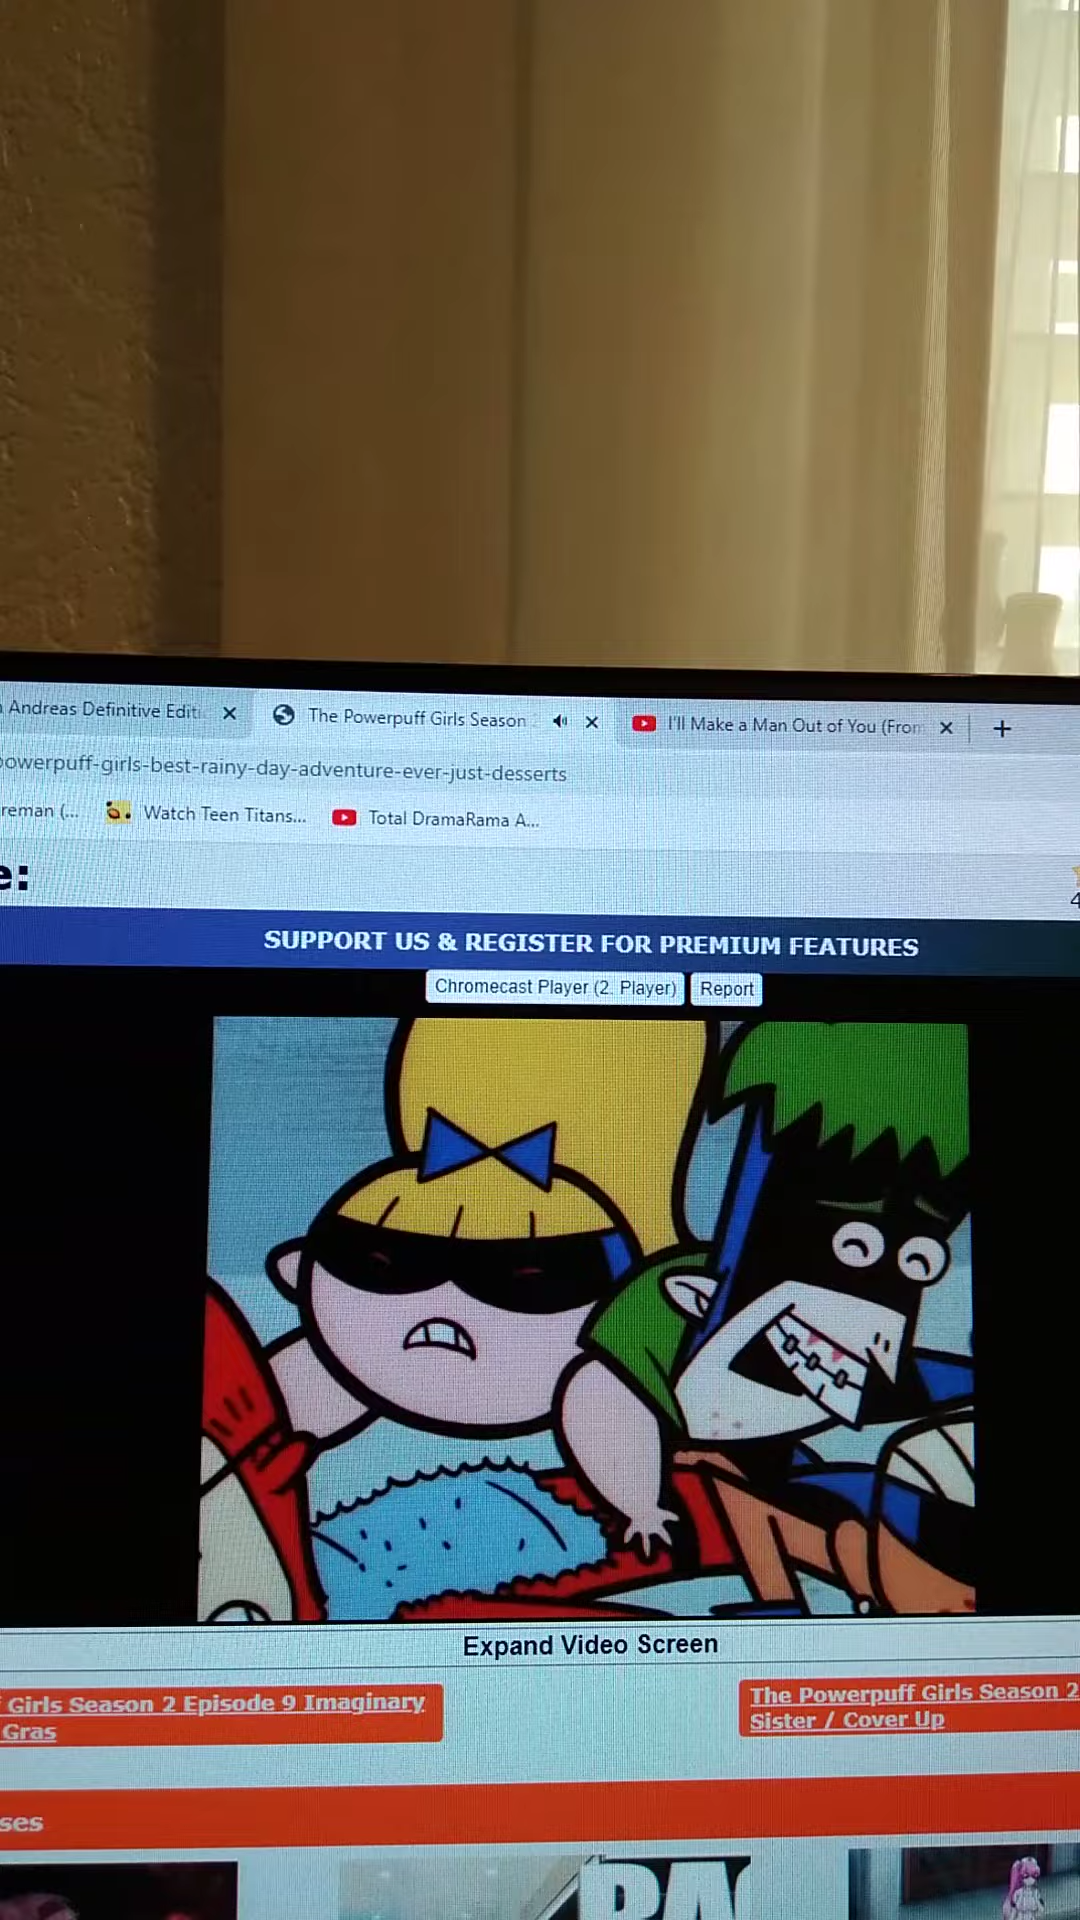 Andreas Definitive Editi
The Powerpuff Girls Season
I'll Make a Man Out of You (From
powerpuff-girls-best-rainy-day-adventure-ever-just-desserts
reman (...
Watch Teen Titans...
Total DramaRama A...
e:
4
SUPPORT US & REGISTER FOR PREMIUM FEATURES
Chromecast Player (2. Player)
Report
Expand Video Screen
Girls Season 2 Episode 9 Imaginary
Gras
The Powerpuff Girls Season 2
Sister / Cover Up
ses